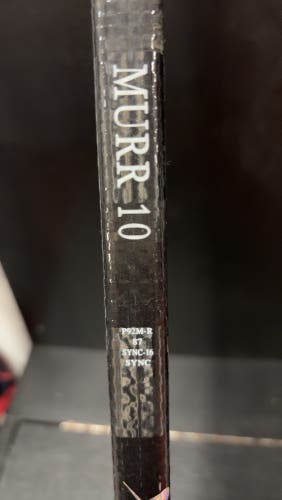 MURR 10
P92M-R
87
SYNC-16
SYNC